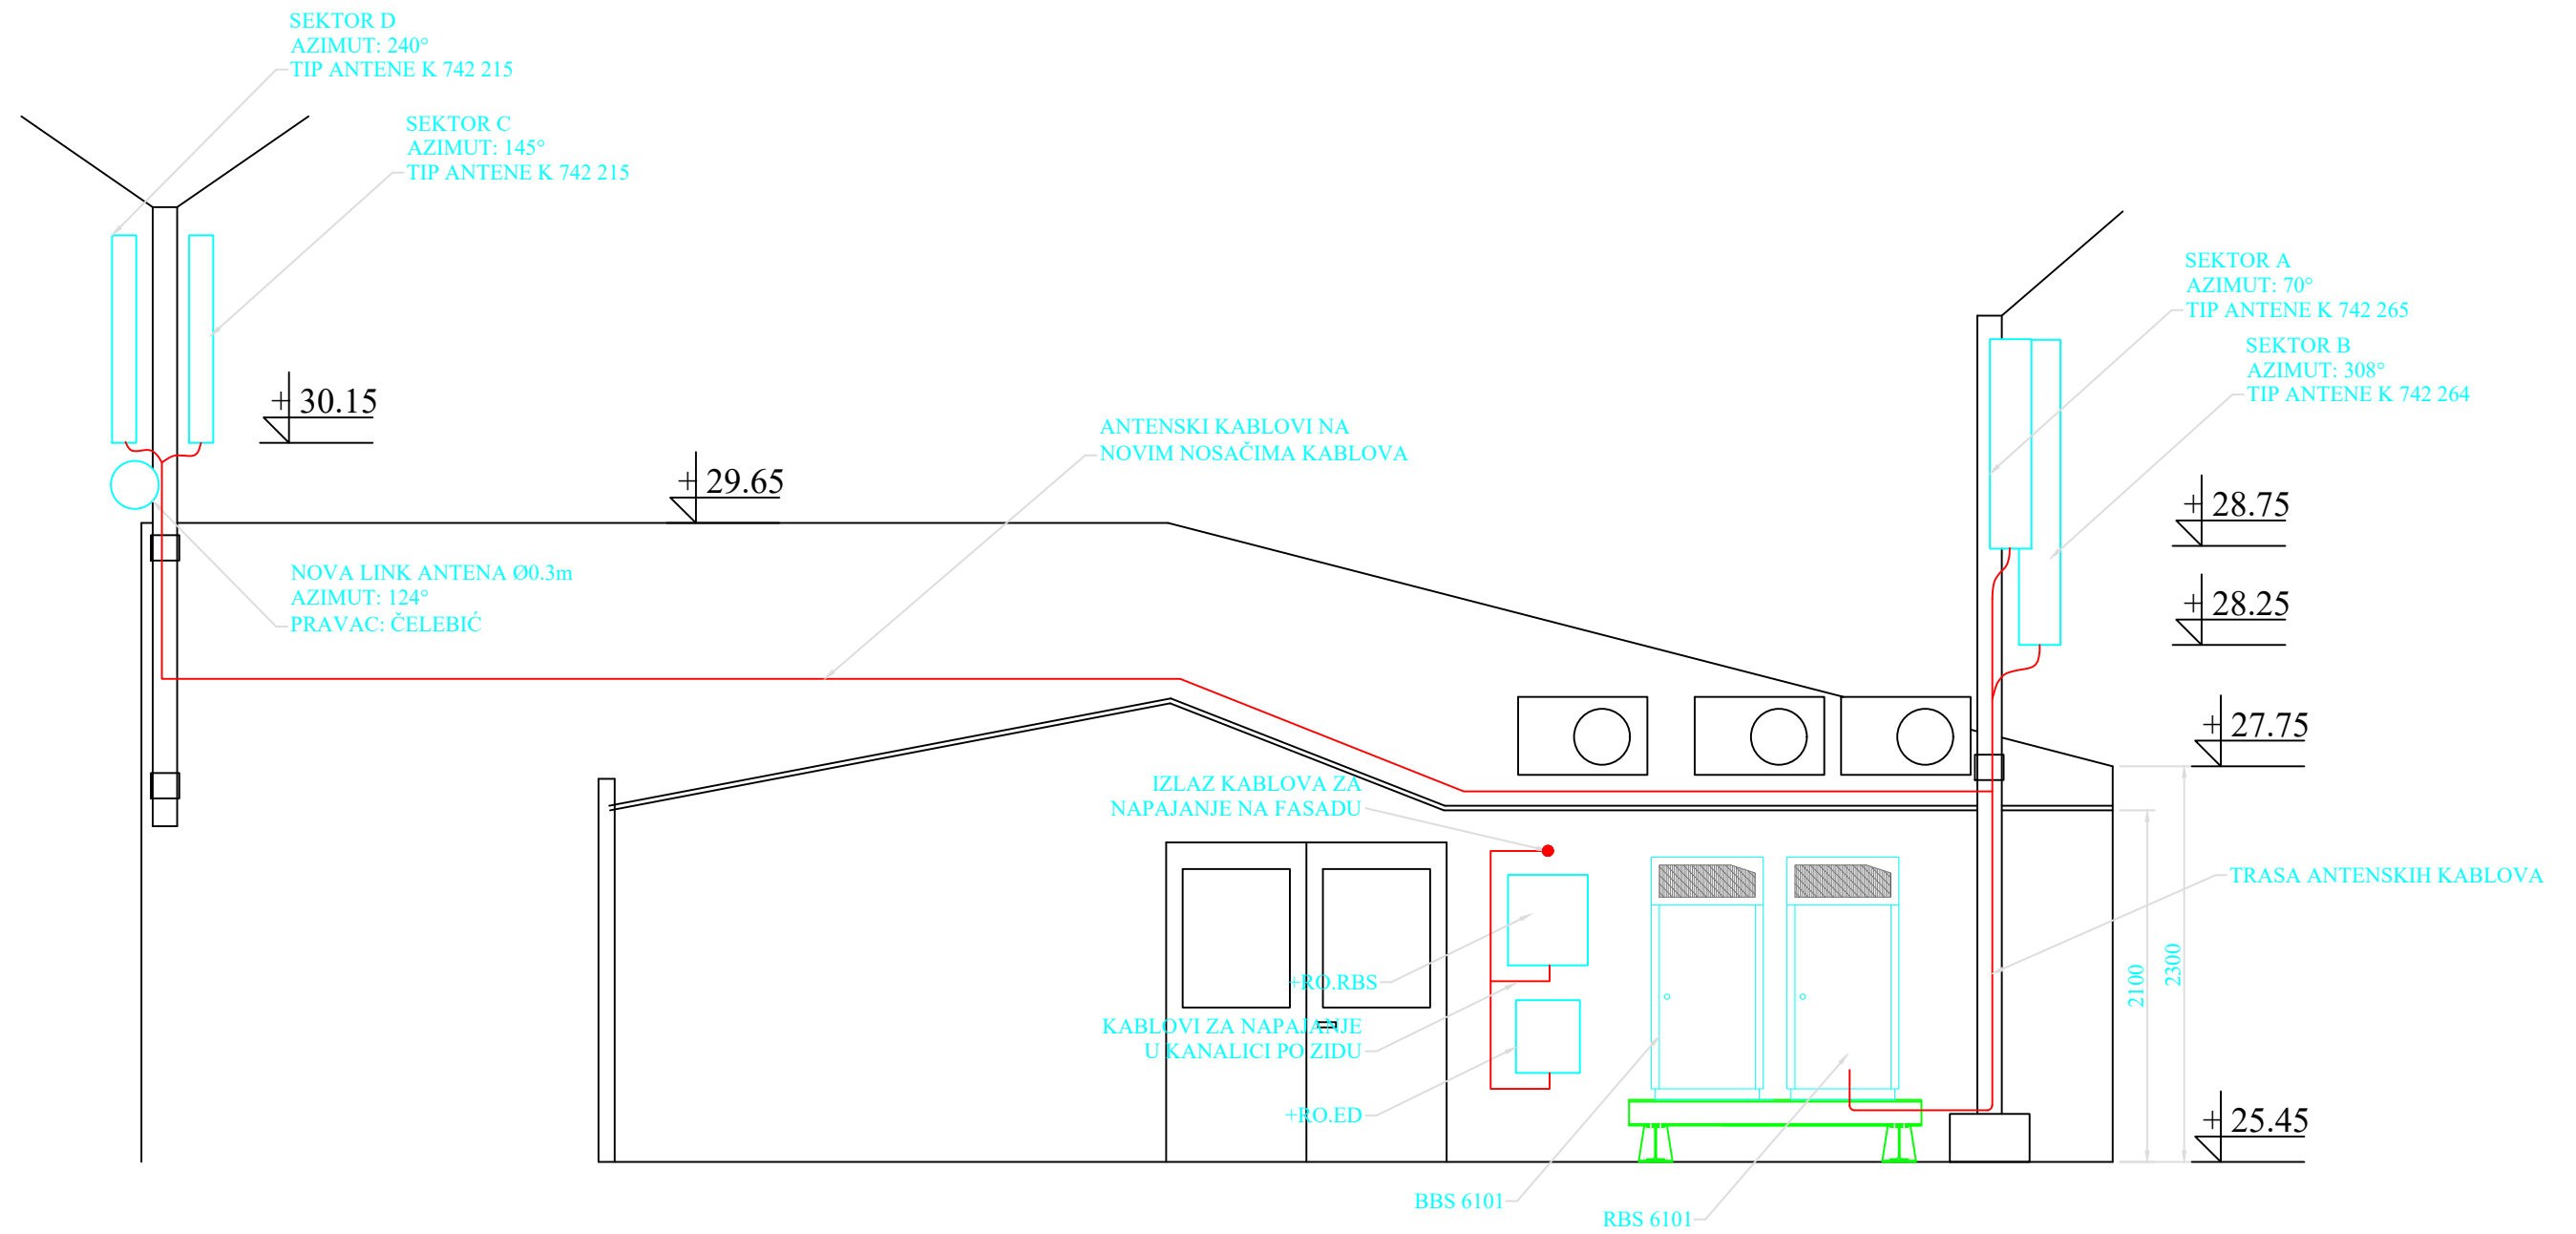 SEKTOR D
AZIMUT: 240°
TIP ANTENE K 742 215
SEKTOR C
AZIMUT: 145°
TIP ANTENE K 742 215
SEKTOR A
AZIMUT: 70°
TIP ANTENE K 742 265
SEKTOR B
AZIMUT: 308°
TIP ANTENE K 742 264
+ 30.15
ANTENSKI KABLOVI NA
NOVIM NOSAČIMA KABLOVA
+ 29.65
+ 28.75
NOVA LINK ANTENA Ø0.3m
AZIMUT: 124°
PRAVAC: ČELEBIĆ
+ 28.25
+ 27.75
IZLAZ KABLOVA ZA
NAPAJANJE NA FASADU
TRASA ANTENSKIH KABLOVA
+RO.RBS
2100
2300
KABLOVI ZA NAPAJANJE
U KANALICI PO ZIDU
+RO.ED
+ 25.45
BBS 6101
RBS 6101